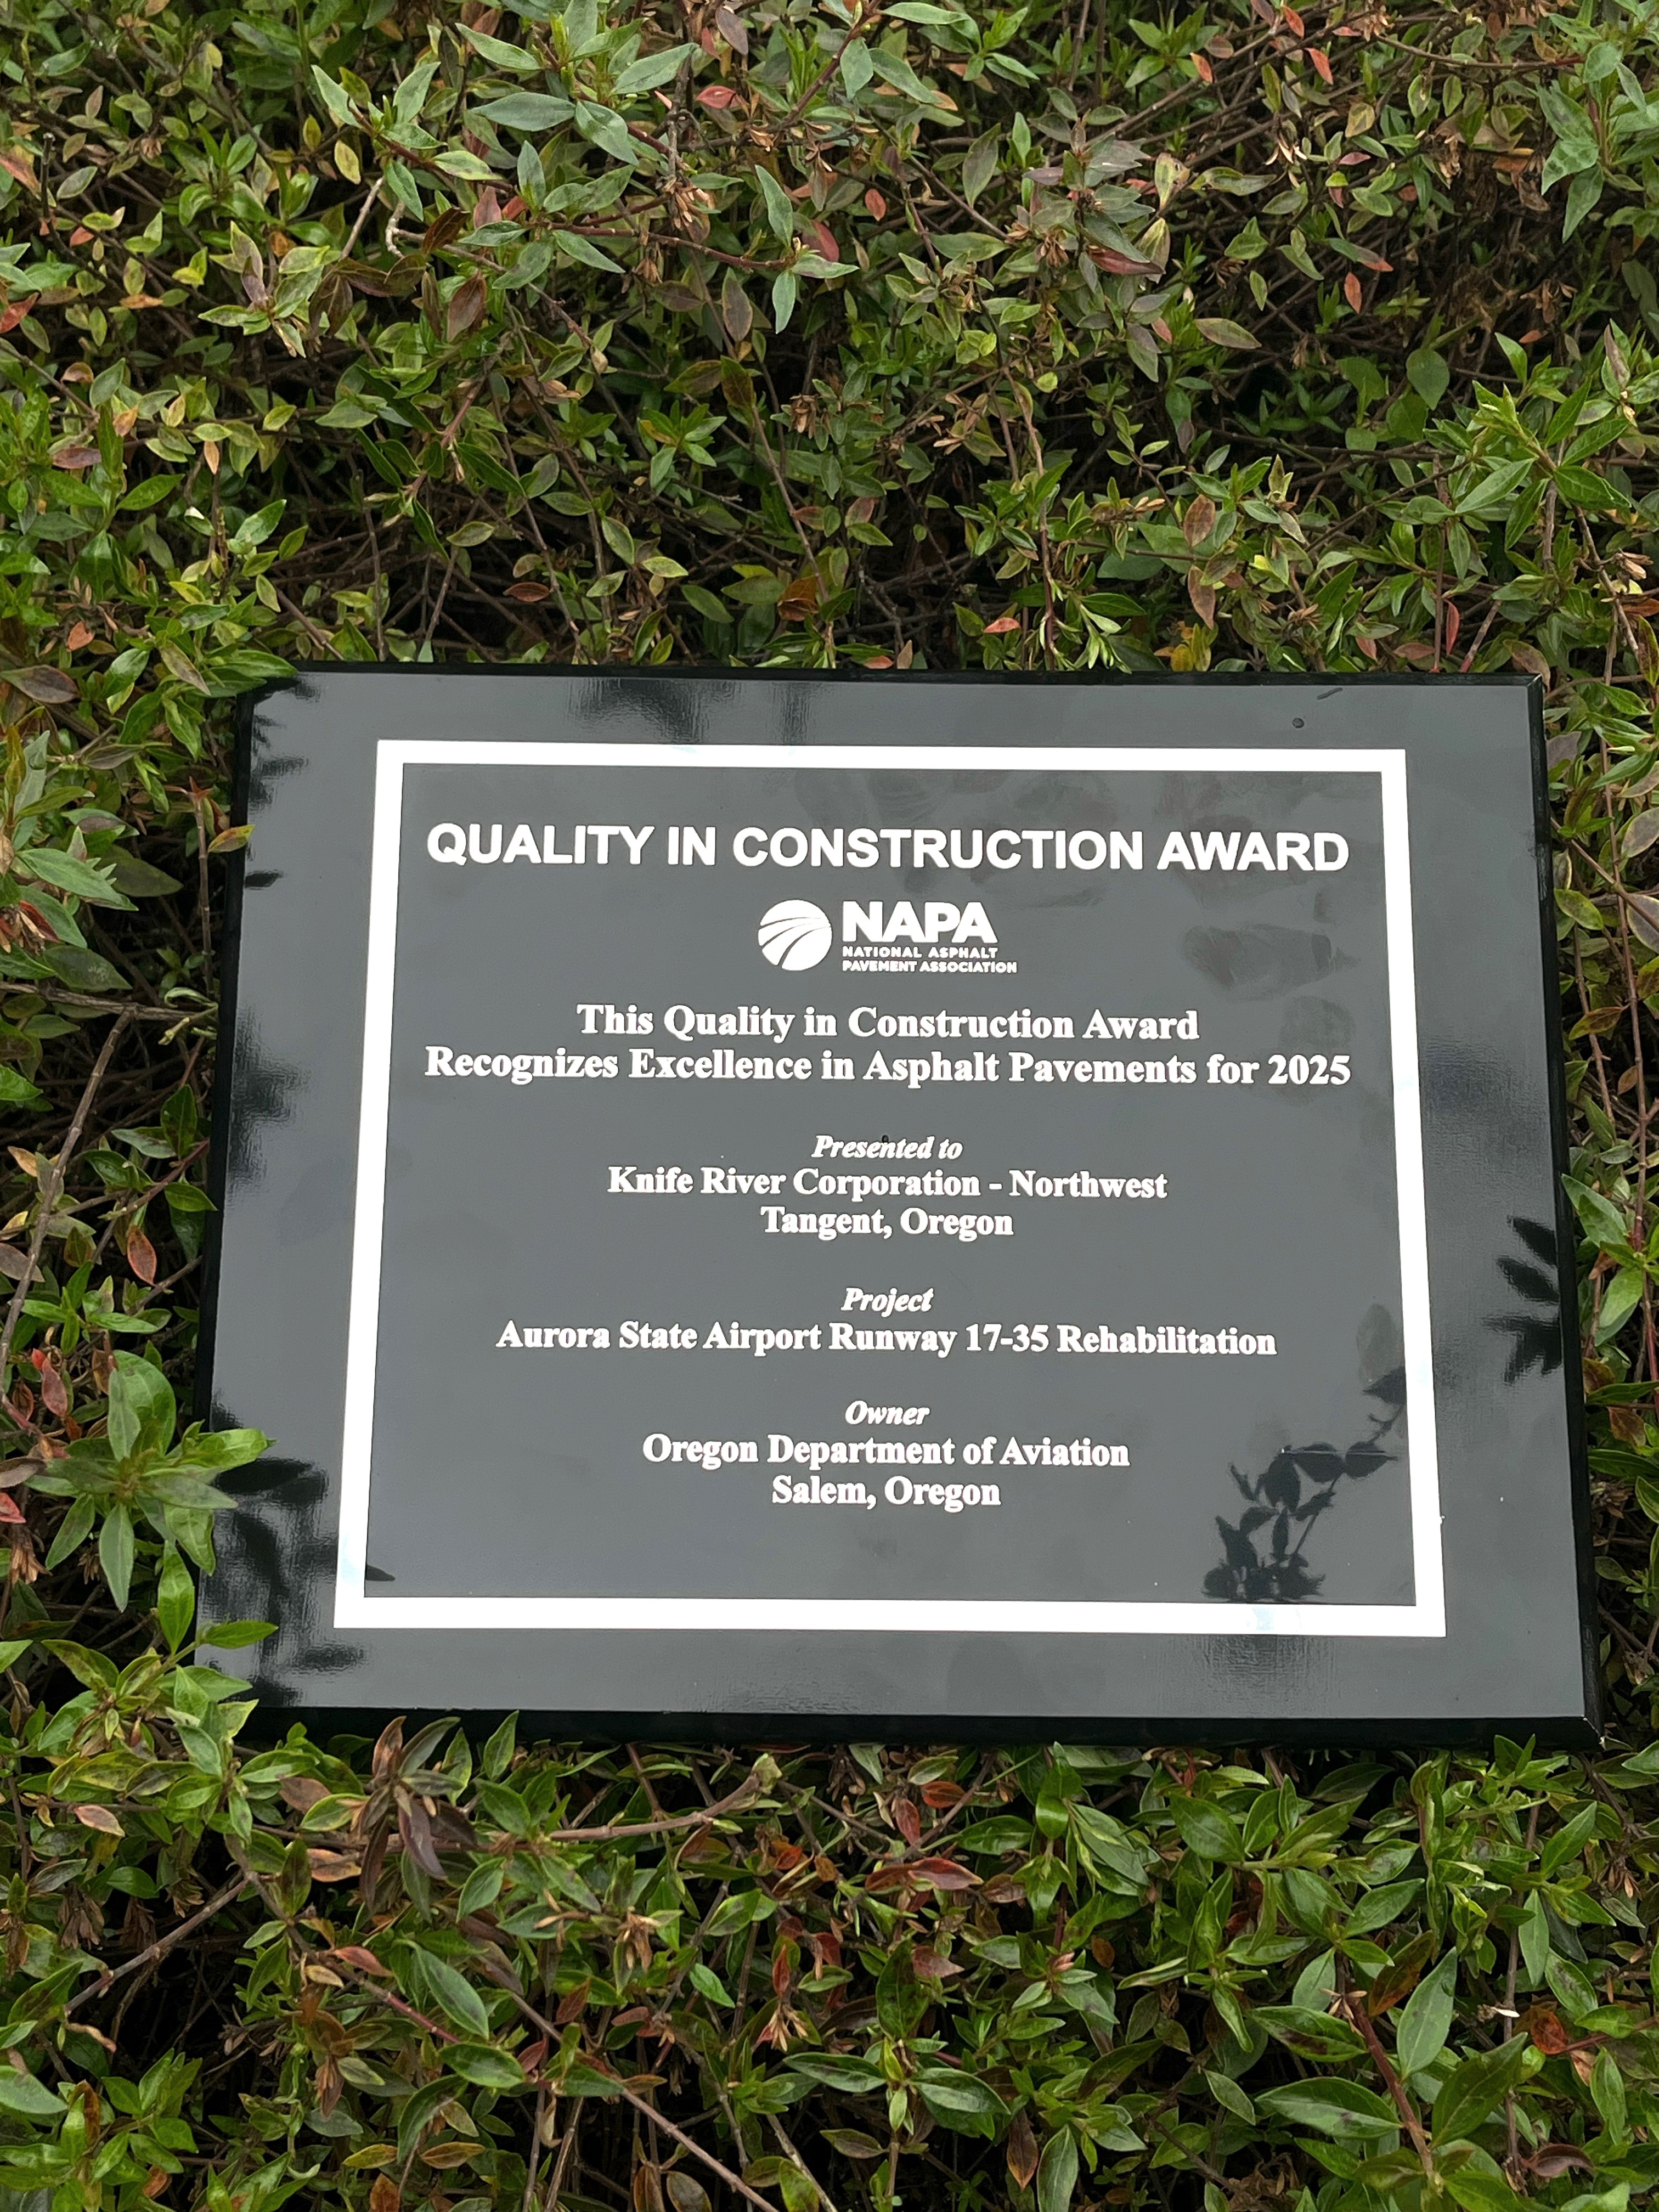 QUALITY IN CONSTRUCTION AWARD
NAPA
NATIONAL ASPHALT
PAVEMENT ASSOCIATION
This Quality in Construction Award
Recognizes Excellence in Asphalt Pavements for 2025
Presented to
Knife River Corporation - Northwest
Tangent, Oregon
Project
Aurora State Airport Runway 17-35 Rehabilitation
Owner
Oregon Department of Aviation
Salem, Oregon